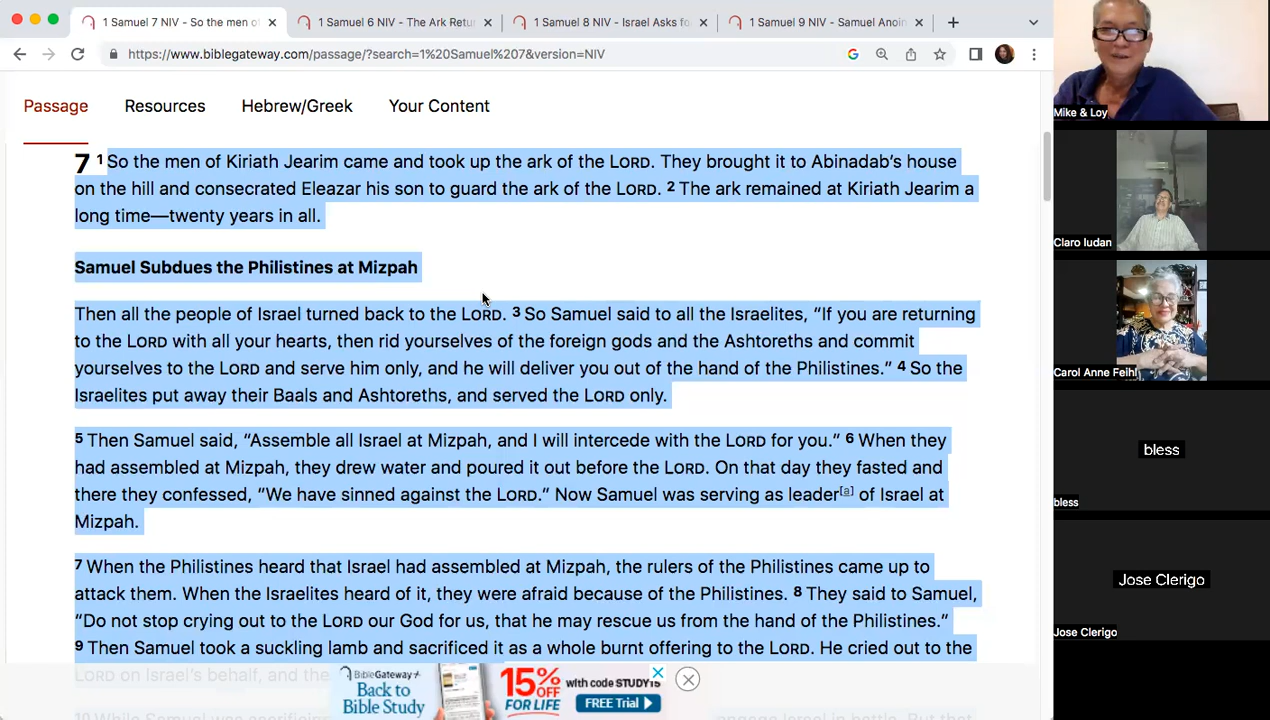 1 Samuel 7 NIV - So the men of
1 Samuel 6 NIV - The Ark Retu
1 Samuel 8 NIV - Israel Asks fo
1 Samuel 9 NIV - Samuel Anoin
https://www.biblegateway.com/passage/?search=1%20Samuel%207&version=NIV
Passage Resources Hebrew/Greek Your Content
7 1 So the men of Kiriath Jearim came and took up the ark of the LORD. They brought it to Abinadab’s house
on the hill and consecrated Eleazar his son to guard the ark of the LORD. 2 The ark remained at Kiriath Jearim a
long time—twenty years in all.
Samuel Subdues the Philistines at Mizpah
Then all the people of Israel turned back to the LORD. 3 So Samuel said to all the Israelites, “If you are returning
to the LORD with all your hearts, then rid yourselves of the foreign gods and the Ashtoreths and commit
yourselves to the LORD and serve him only, and he will deliver you out of the hand of the Philistines.” 4 So the
Israelites put away their Baals and Ashtoreths, and served the LORD only.
5 Then Samuel said, “Assemble all Israel at Mizpah, and I will intercede with the LORD for you.” 6 When they
had assembled at Mizpah, they drew water and poured it out before the LORD. On that day they fasted and
there they confessed, “We have sinned against the LORD.” Now Samuel was serving as leader[a] of Israel at
Mizpah.
7 When the Philistines heard that Israel had assembled at Mizpah, the rulers of the Philistines came up to
attack them. When the Israelites heard of it, they were afraid because of the Philistines. 8 They said to Samuel,
“Do not stop crying out to the LORD our God for us, that he may rescue us from the hand of the Philistines.”
9 Then Samuel took a suckling lamb and sacrificed it as a whole burnt offering to the LORD. He cried out to the
LORD on Israel’s behalf, and the
10 While Samuel was sacrificin
engage Israel in battle. But that
BibleGateway
Back to
Bible Study
15%
OFF
FOR LIFE
with code STUDY15
FREE Trial
Mike & Loy
Claro ludan
Carol Anne Feihl
bless
bless
Jose Clerigo
Jose Clerigo